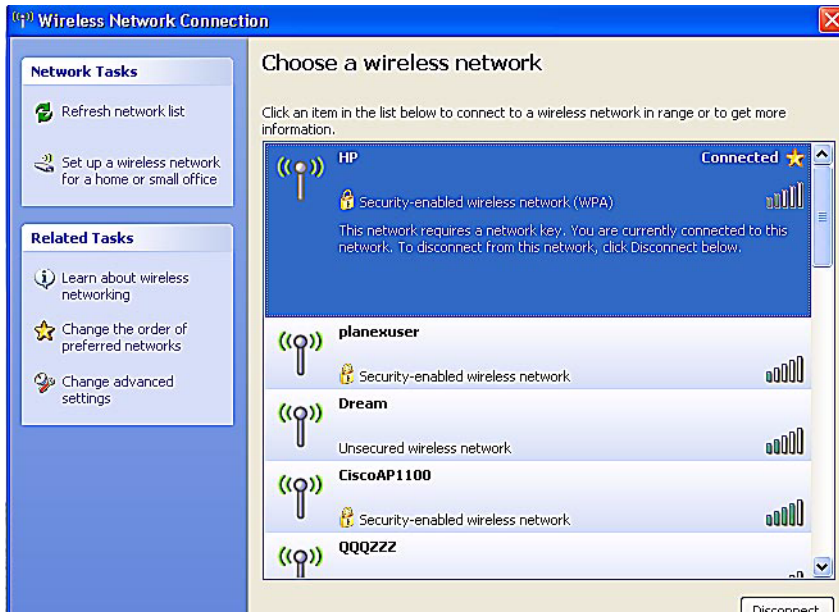 Wireless Network Connection
Network Tasks
Refresh network list
Set up a wireless network
for a home or small office
Related Tasks
Learn about wireless
networking
Change the order of
preferred networks
Change advanced
settings
Choose a wireless network
Click an item in the list below to connect to a wireless network in range or to get more
information.
HP
Connected
Security-enabled wireless network (WPA)
This network requires a network key. You are currently connected to this
network. To disconnect from this network, click Disconnect below.
planexuser
Security-enabled wireless network
Dream
Unsecured wireless network
CiscoAP1100
Security-enabled wireless network
QQQZZZ
Disconnect